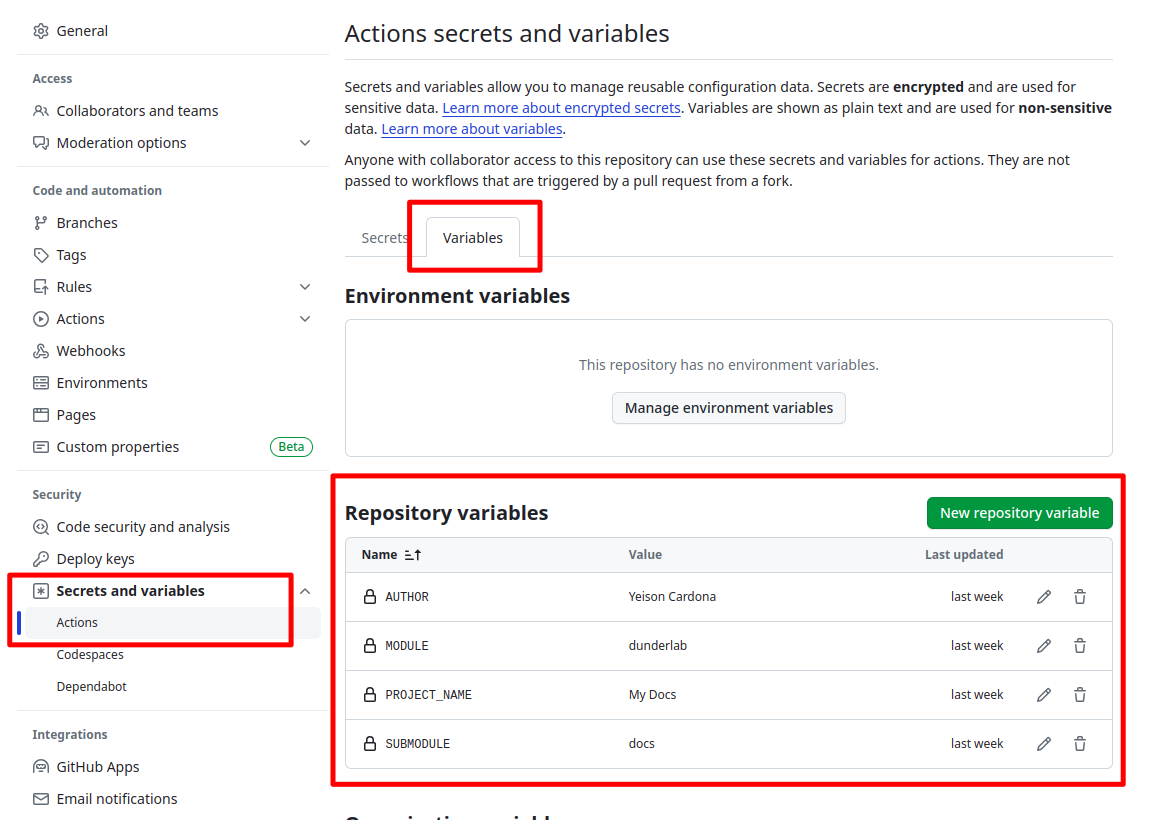 General
Access
Collaborators and teams
Moderation options
Code and automation
Branches
Tags
Rules
Actions
Webhooks
Environments
Pages
Custom properties Beta
Security
Code security and analysis
Deploy keys
Secrets and variables
Actions
Codespaces
Dependabot
Integrations
GitHub Apps
Email notifications
Actions secrets and variables
Secrets and variables allow you to manage reusable configuration data. Secrets are encrypted and are used for
sensitive data. Learn more about encrypted secrets. Variables are shown as plain text and are used for non-sensitive
data. Learn more about variables.
Anyone with collaborator access to this repository can use these secrets and variables for actions. They are not
passed to workflows that are triggered by a pull request from a fork.
Secrets Variables
Environment variables
This repository has no environment variables.
Manage environment variables
Repository variables New repository variable
Name Value Last updated
AUTHOR Yeison Cardona last week
MODULE dunderlab last week
PROJECT_NAME My Docs last week
SUBMODULE docs last week